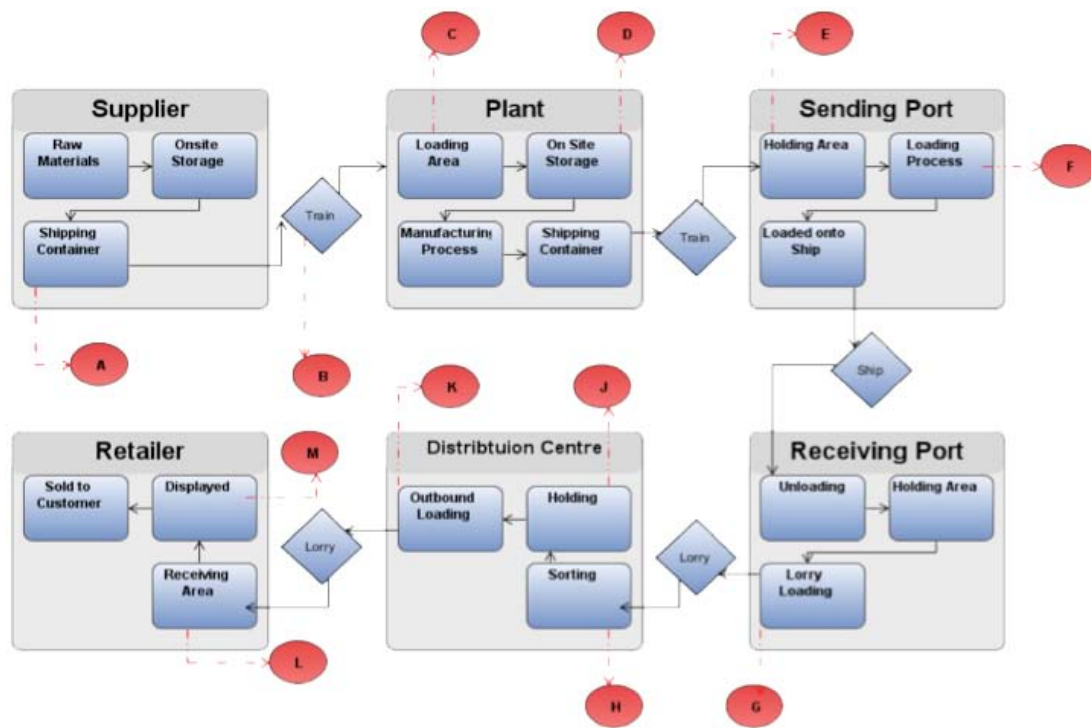 C
D
E
Supplier
Raw
Materials
Onsite
Storage
Shipping
Container
Train
Plant
Loading
Area
On Site
Storage
Manufacturing
Process
Shipping
Container
Train
Sending Port
Holding Area
Loading
Process
Loaded onto
Ship
F
A
B
K
J
Ship
Retailer
Sold to
Customer
Displayed
Receiving
Area
M
Lorry
Distribtuion Centre
Outbound
Loading
Holding
Sorting
Lorry
Receiving Port
Unloading
Holding Area
Lorry
Loading
L
H
G